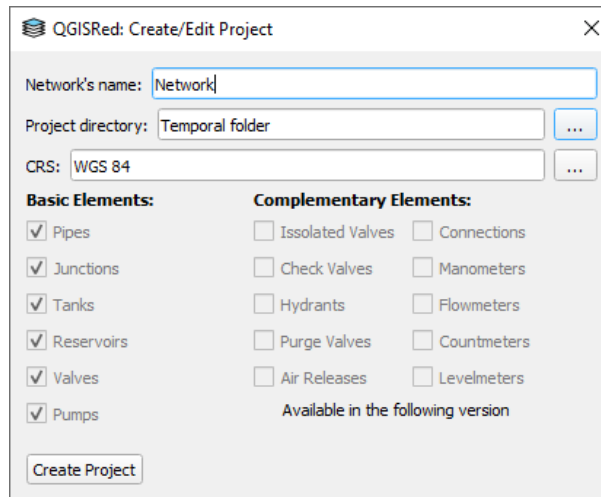 QGISRed: Create/Edit Project
Network's name: Network
Project directory: Temporal folder ...
CRS: WGS 84 ...
Basic Elements: Complementary Elements:
Pipes Issolated Valves Connections
Junctions Check Valves Manometers
Tanks Hydrants Flowmeters
Reservoirs Purge Valves Countmeters
Valves Air Releases Levelmeters
Pumps Available in the following version
Create Project